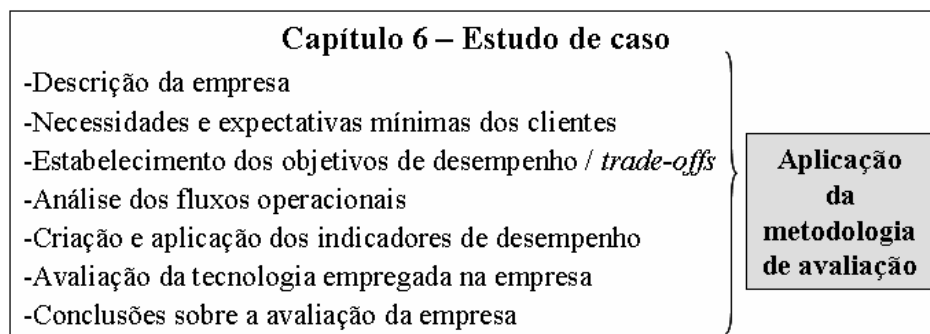 Capítulo 6 – Estudo de caso
-Descrição da empresa
-Necessidades e expectativas mínimas dos clientes
-Estabelecimento dos objetivos de desempenho / trade-offs
-Análise dos fluxos operacionais
-Criação e aplicação dos indicadores de desempenho
-Avaliação da tecnologia empregada na empresa
-Conclusões sobre a avaliação da empresa
Aplicação
da
metodologia
de avaliação